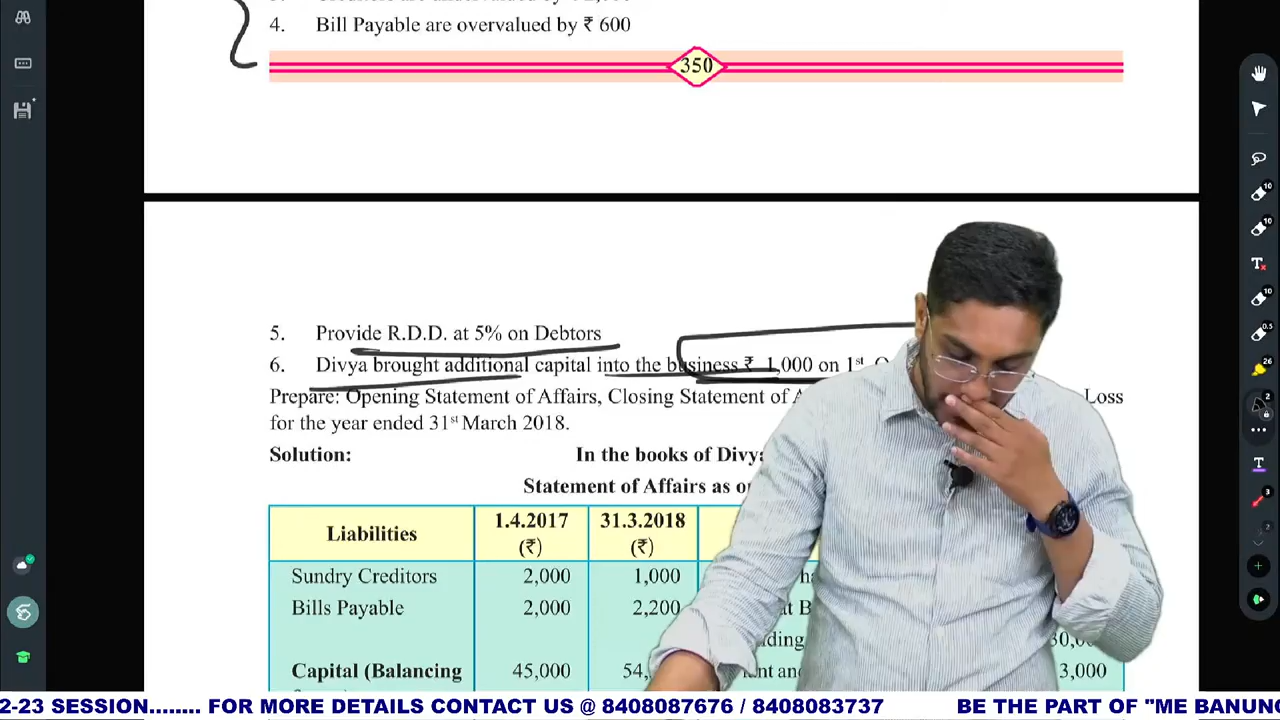 4. Bill Payable are overvalued by ₹ 600
350
5. Provide R.D.D. at 5% on Debtors
6. Divya brought additional capital into the business ₹ 1,000 on 1st
Prepare: Opening Statement of Affairs, Closing Statement of Loss
for the year ended 31st March 2018.
Solution: In the books of Divya
Statement of Affairs as
Liabilities 1.4.2017 (₹) 31.3.2018 (₹)
Sundry Creditors 2,000 1,000
Bills Payable 2,000 2,200
Capital (Balancing 45,000 3,000
2-23 SESSION........ FOR MORE DETAILS CONTACT US @ 8408087676 / 8408083737 BE THE PART OF "ME BANUNG